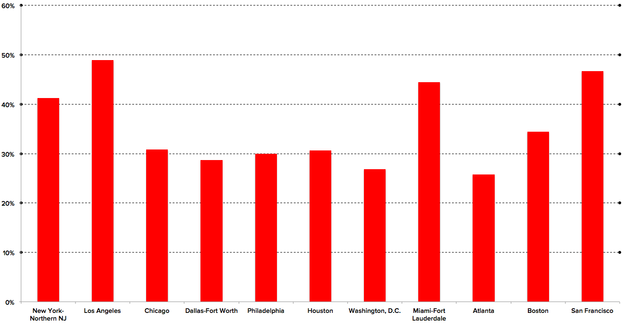 60%
50%
40%
30%
20%
10%
0%
New York-
Northern NJ
Los Angeles
Chicago
Dallas-Fort Worth
Philadelphia
Houston
Washington, D.C.
Miami-Fort
Lauderdale
Atlanta
Boston
San Francisco